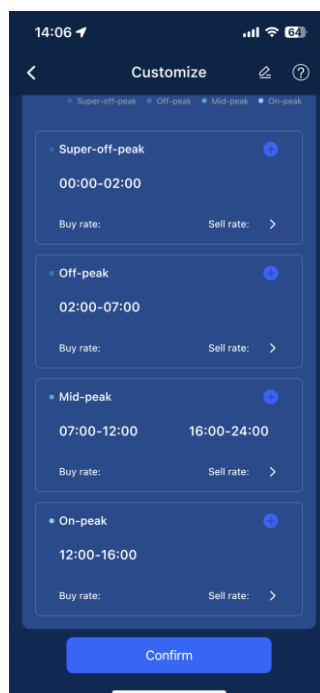 14:06 64
Customize
Super-off-peak Off-peak Mid-peak On-peak
Super-off-peak
00:00-02:00
Buy rate: Sell rate:
Off-peak
02:00-07:00
Buy rate: Sell rate:
Mid-peak
07:00-12:00 16:00-24:00
Buy rate: Sell rate:
On-peak
12:00-16:00
Buy rate: Sell rate:
Confirm